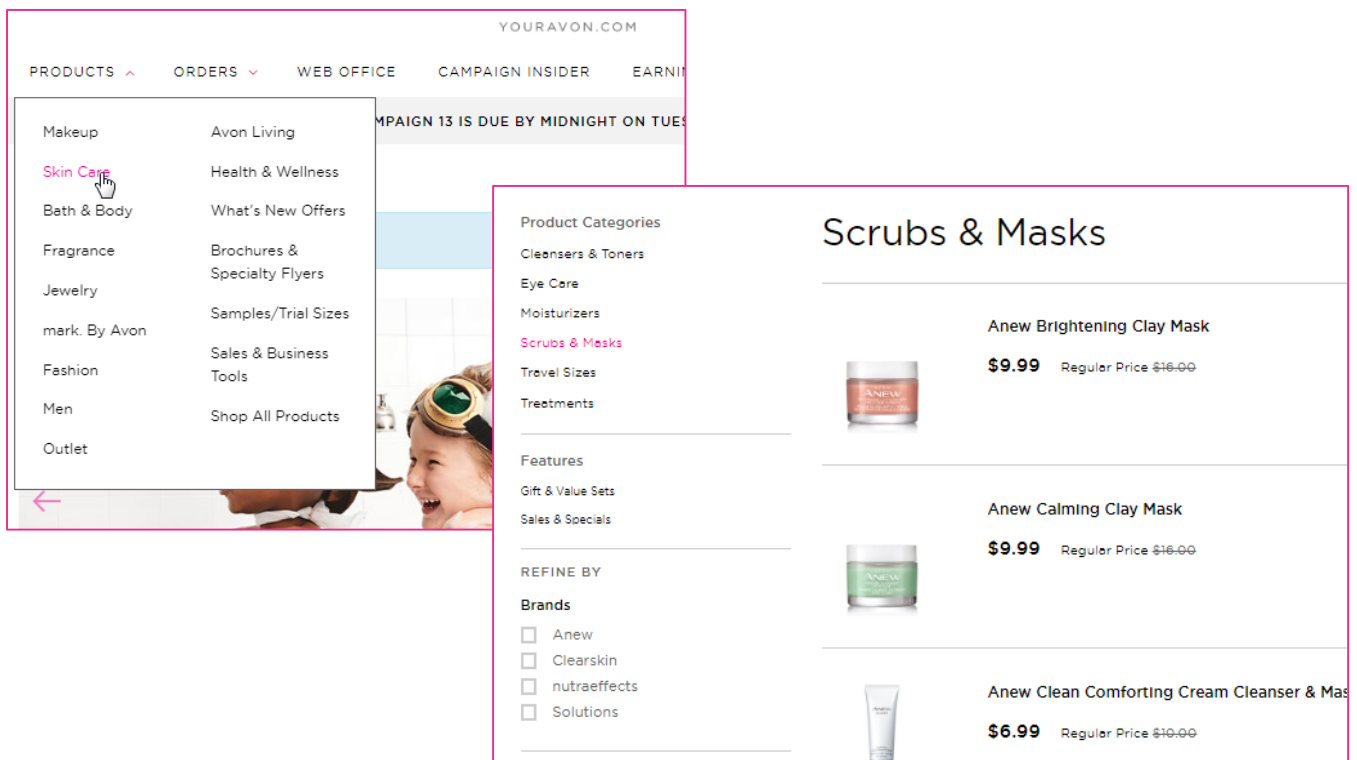 YOURAVON.COM
PRODUCTS ORDERS WEB OFFICE CAMPAIGN INSIDER EARNI
MPAIGN 13 IS DUE BY MIDNIGHT ON TUES
Makeup
Skin Care
Bath & Body
Fragrance
Jewelry
mark. By Avon
Fashion
Men
Outlet
Avon Living
Health & Wellness
What's New Offers
Brochures &
Specialty Flyers
Samples/Trial Sizes
Sales & Business
Tools
Shop All Products
Product Categories
Cleansers & Toners
Eye Care
Moisturizers
Scrubs & Masks
Travel Sizes
Treatments
Features
Gift & Value Sets
Sales & Specials
REFINE BY
Brands
Anew
Clearskin
nutraeffects
Solutions
Scrubs & Masks
ANEW
Anew Brightening Clay Mask
$9.99 Regular Price $16.00
ANEW
Anew Calming Clay Mask
$9.99 Regular Price $16.00
ANEW
Anew Clean Comforting Cream Cleanser & Mas
$6.99 Regular Price $10.00